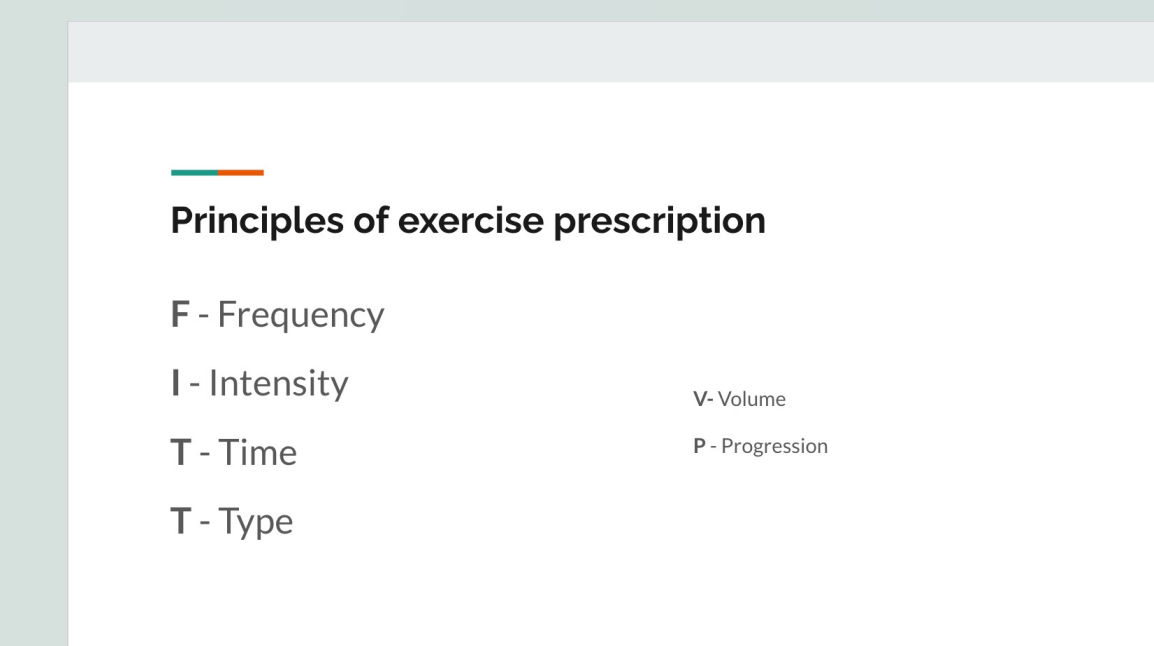 Principles of exercise prescription
F - Frequency
I - Intensity
T - Time
T - Type
V- Volume
P - Progression